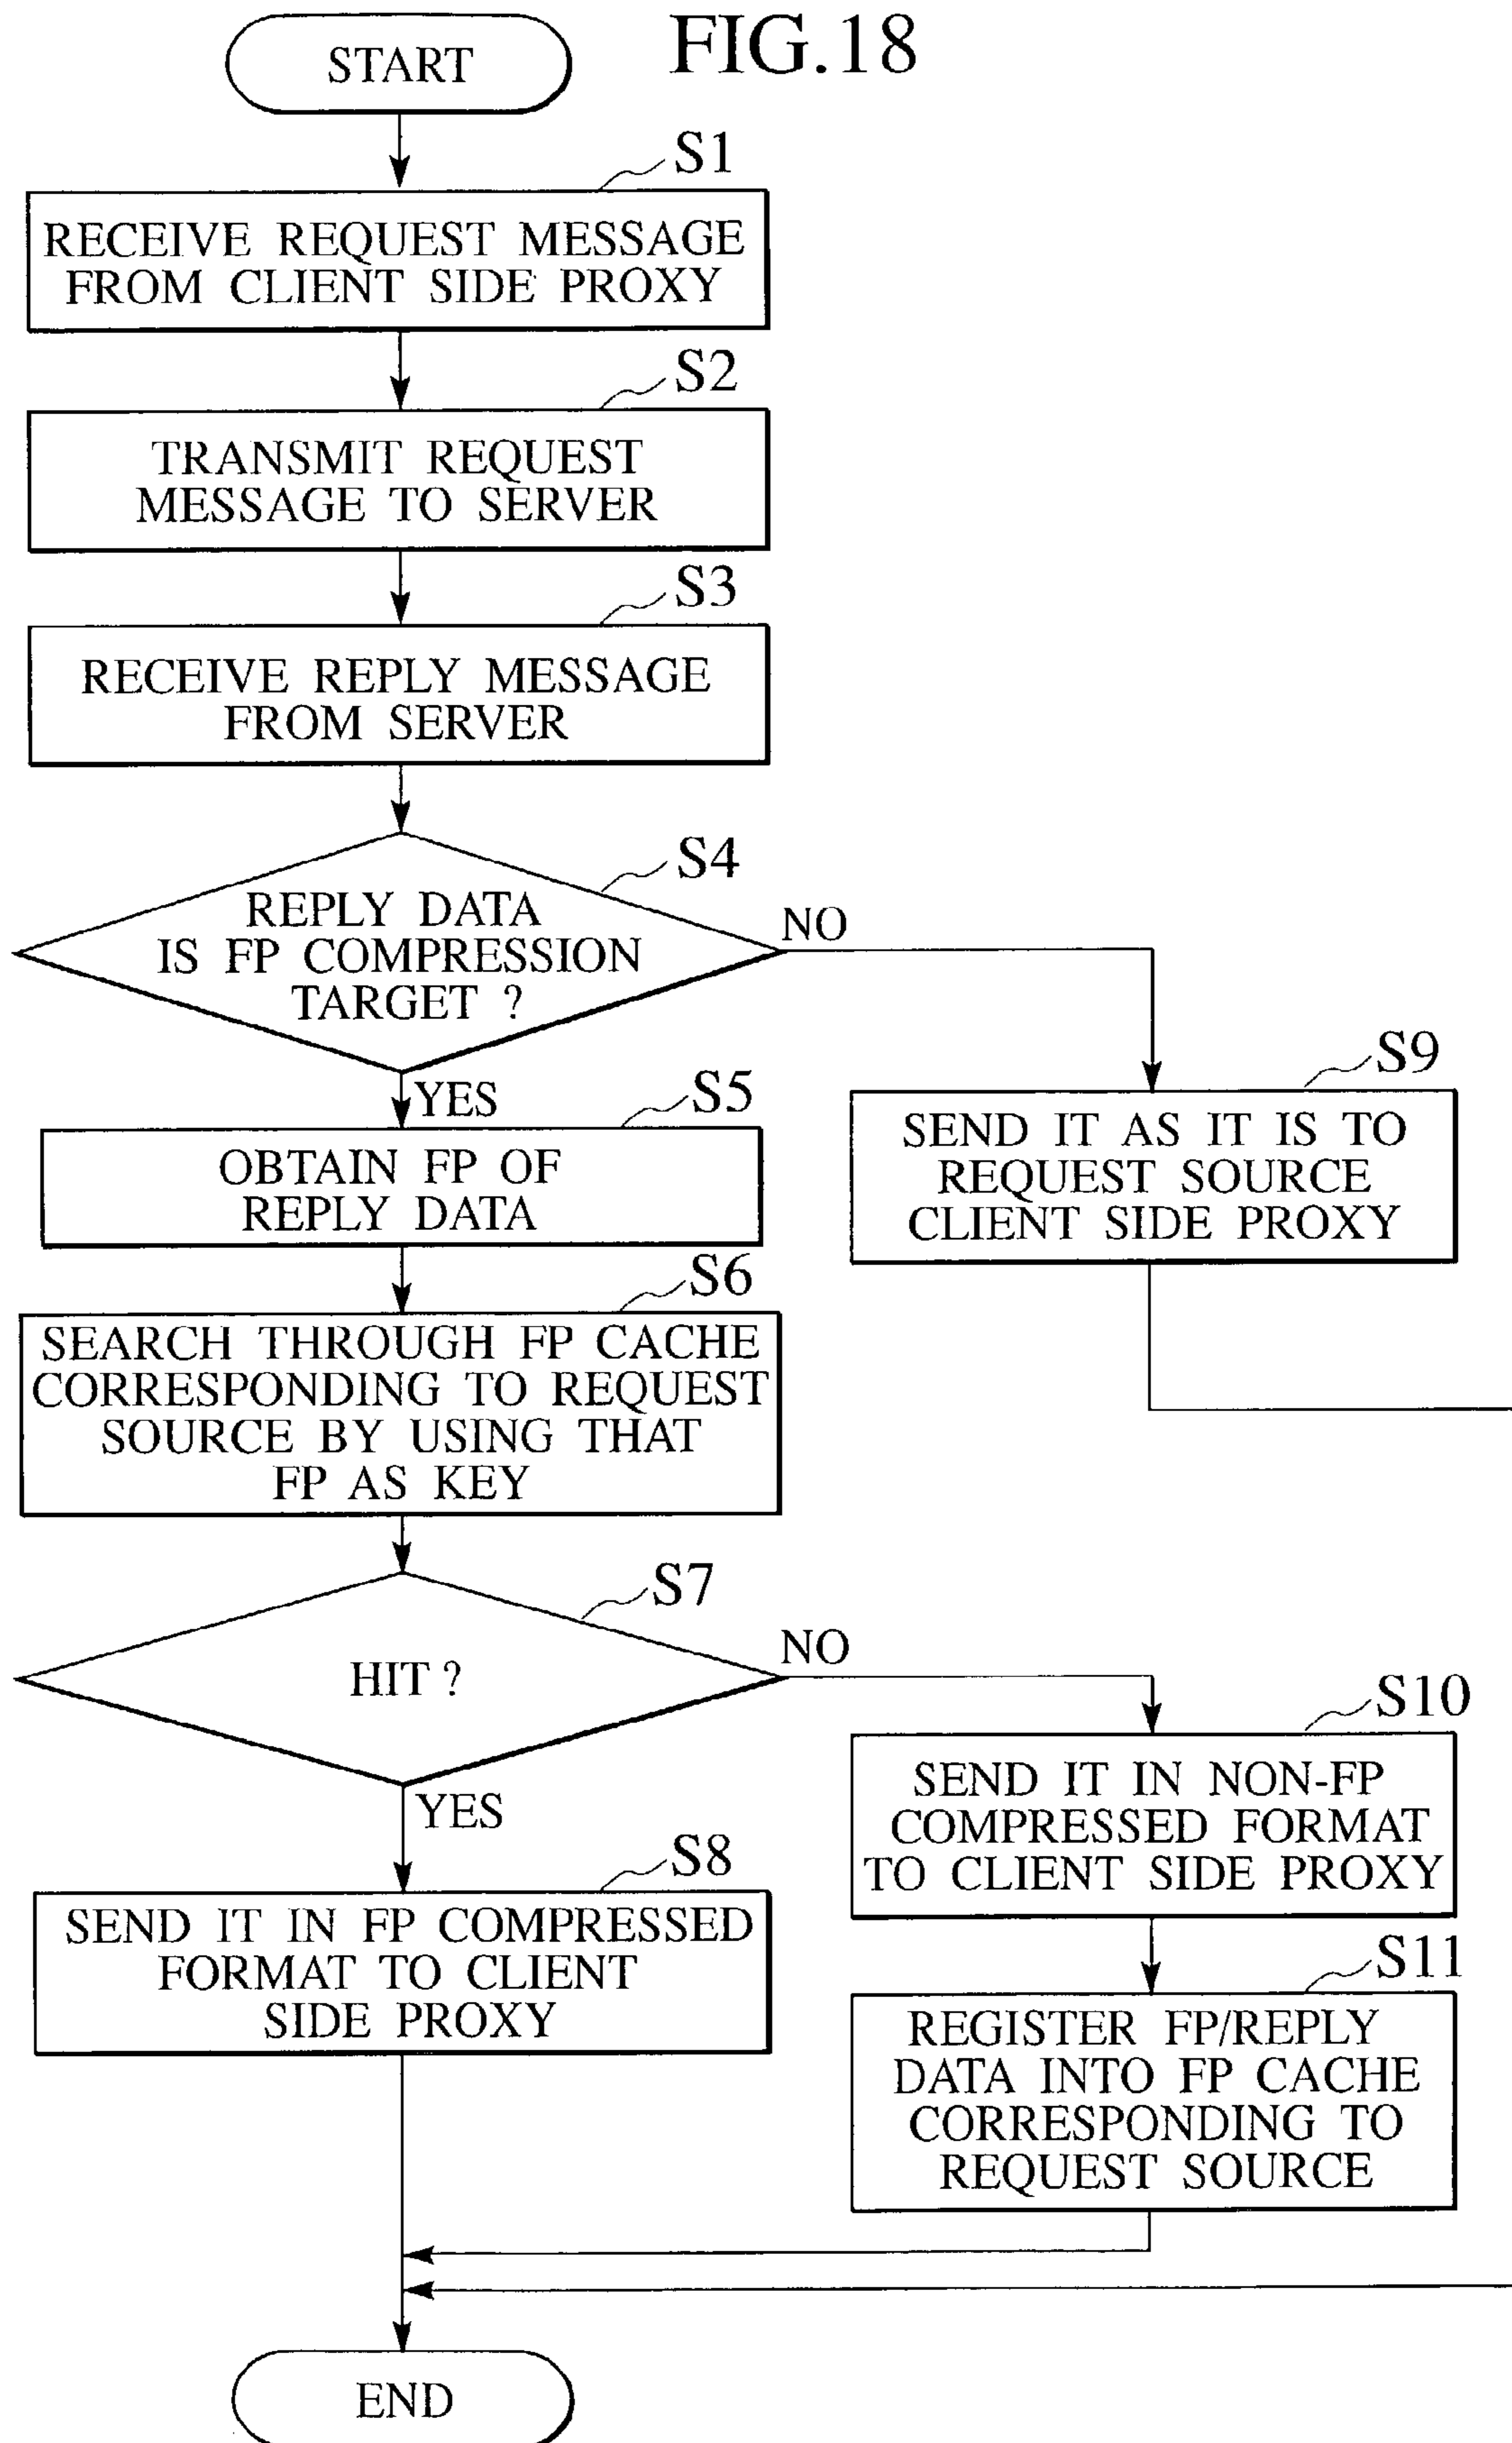 FIG.18
START
S1
RECEIVE REQUEST MESSAGE
FROM CLIENT SIDE PROXY
S2
TRANSMIT REQUEST
MESSAGE TO SERVER
S3
RECEIVE REPLY MESSAGE
FROM SERVER
S4
REPLY DATA
IS FP COMPRESSION
TARGET ?
NO
YES
S9
SEND IT AS IT IS TO
REQUEST SOURCE
CLIENT SIDE PROXY
S5
OBTAIN FP OF
REPLY DATA
S6
SEARCH THROUGH FP CACHE
CORRESPONDING TO REQUEST
SOURCE BY USING THAT
FP AS KEY
S7
HIT ?
NO
YES
S10
SEND IT IN NON-FP
COMPRESSED FORMAT
TO CLIENT SIDE PROXY
S8
SEND IT IN FP COMPRESSED
FORMAT TO CLIENT
SIDE PROXY
S11
REGISTER FP/REPLY
DATA INTO FP CACHE
CORRESPONDING TO
REQUEST SOURCE
END